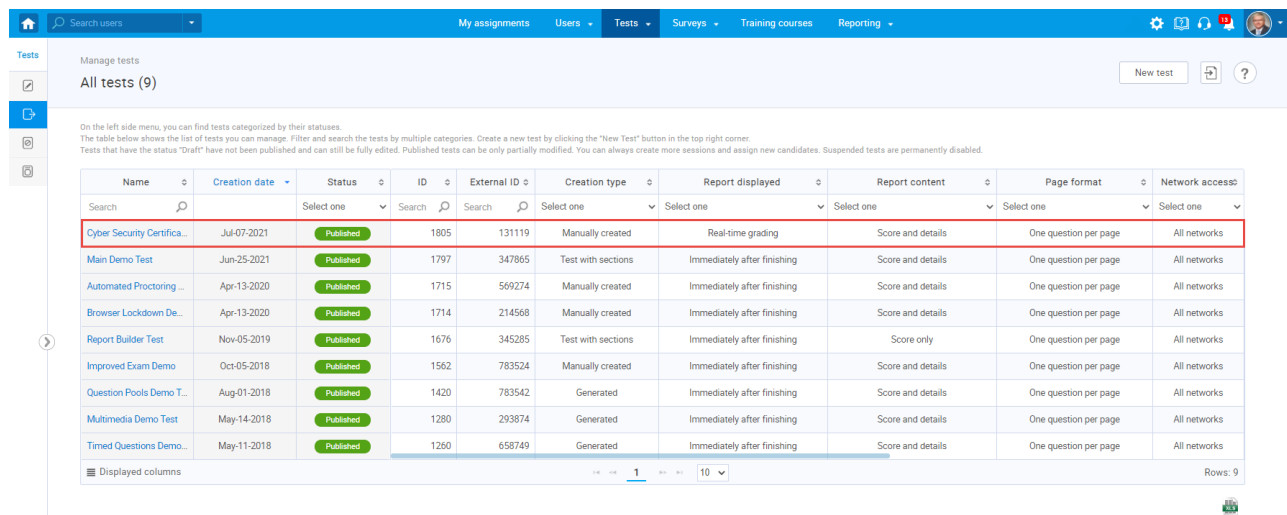 Search users My assignments Users Tests Surveys Training courses Reporting 13
Tests
Manage tests
All tests (9)
New test ?
On the left side menu, you can find tests categorized by their statuses.
The table below shows the list of tests you can manage. Filter and search the tests by multiple categories. Create a new test by clicking the "New Test" button in the top right corner.
Tests that have the status "Draft" have not been published and can still be fully edited. Published tests can be only partially modified. You can always create more sessions and assign new candidates. Suspended tests are permanently disabled.
Name Creation date Status ID External ID Creation type Report displayed Report content Page format Network access
Search Select one Search Search Select one Select one Select one Select one Select one
Cyber Security Certifica... Jul-07-2021 Published 1805 131119 Manually created Real-time grading Score and details One question per page All networks
Main Demo Test Jun-25-2021 Published 1797 347865 Test with sections Immediately after finishing Score and details One question per page All networks
Automated Proctoring ... Apr-13-2020 Published 1715 569274 Manually created Immediately after finishing Score and details One question per page All networks
Browser Lockdown De... Apr-13-2020 Published 1714 214568 Manually created Immediately after finishing Score and details One question per page All networks
Report Builder Test Nov-05-2019 Published 1676 345285 Test with sections Immediately after finishing Score only One question per page All networks
Improved Exam Demo Oct-05-2018 Published 1562 783524 Manually created Immediately after finishing Score and details One question per page All networks
Question Pools Demo T... Aug-01-2018 Published 1420 783542 Generated Immediately after finishing Score and details One question per page All networks
Multimedia Demo Test May-14-2018 Published 1280 293874 Generated Immediately after finishing Score and details One question per page All networks
Timed Questions Demo... May-11-2018 Published 1260 658749 Generated Immediately after finishing Score and details One question per page All networks
Displayed columns 1 10 Rows: 9
XLS